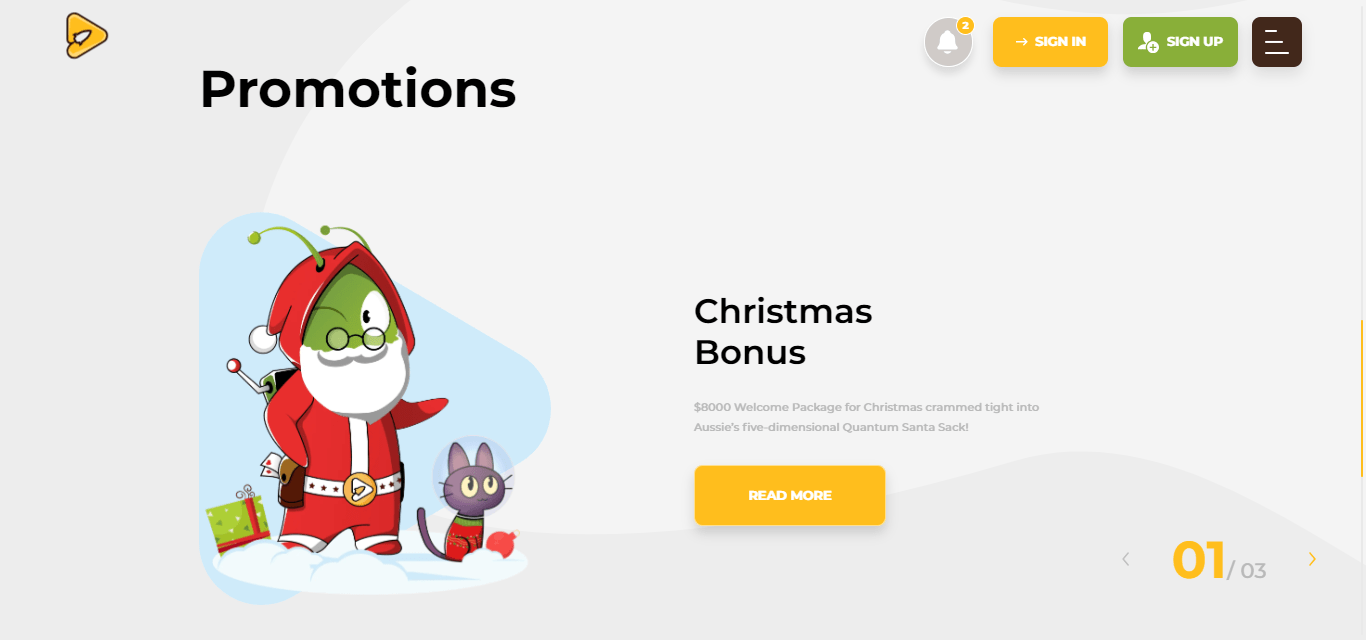 2
→ SIGN IN
SIGN UP
Promotions
Christmas
Bonus
$8000 Welcome Package for Christmas crammed tight into
Aussie's five-dimensional Quantum Santa Sack!
READ MORE
01 / 03